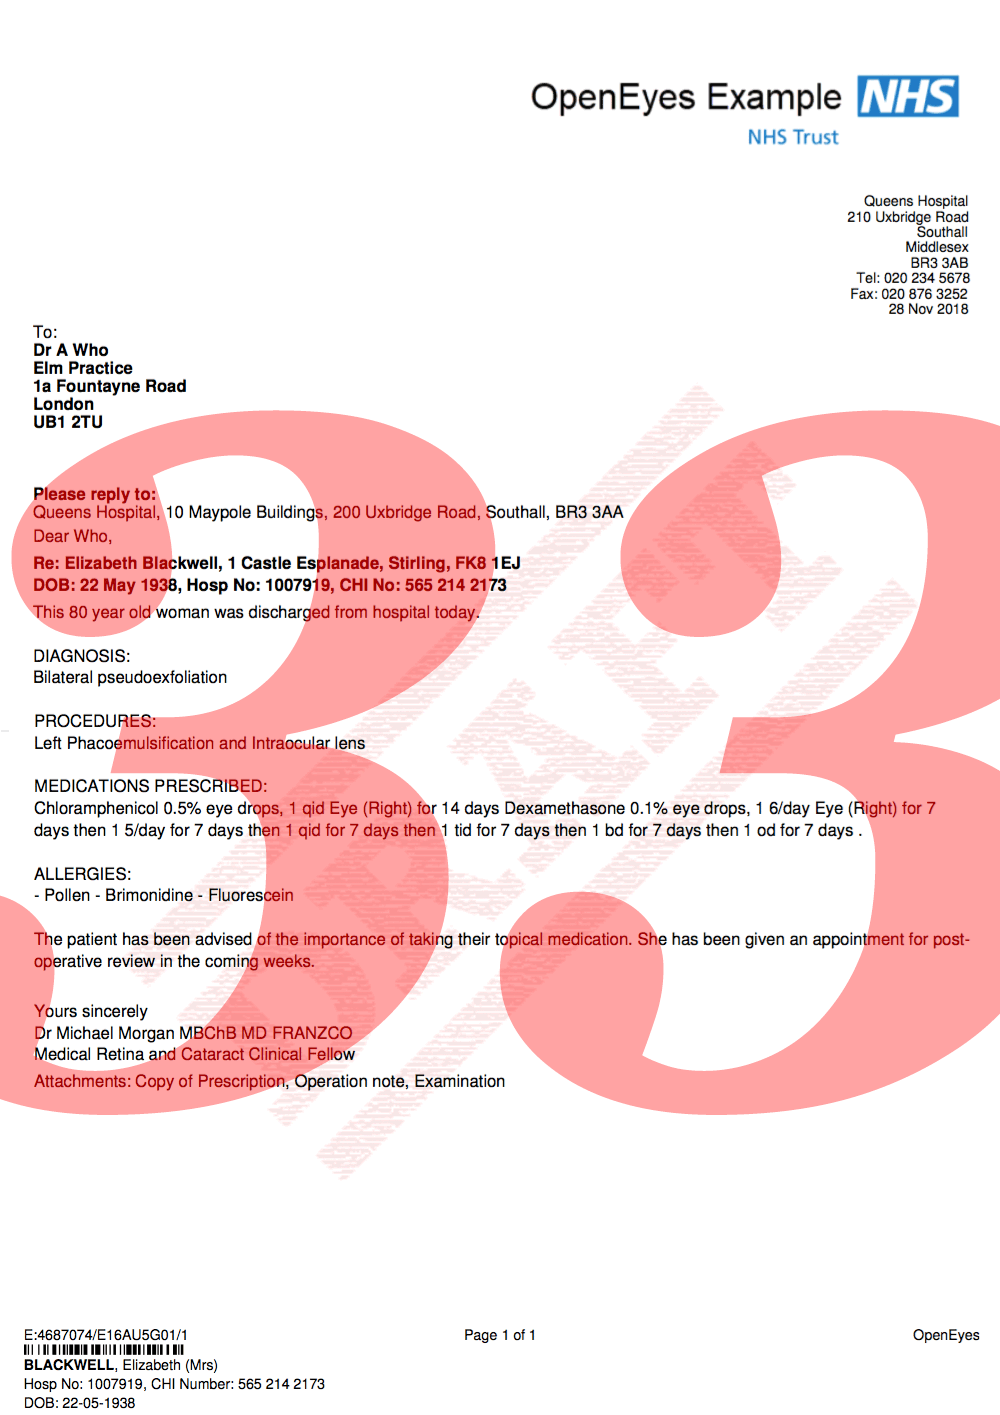 OpenEyes Example NHS
NHS Trust
Queens Hospital
210 Uxbridge Road
Southall
Middlesex
BR3 3AB
Tel: 020 234 5678
Fax: 020 876 3252
28 Nov 2018
To:
Dr A Who
Elm Practice
1a Fountayne Road
London
UB1 2TU
33
DRAFT
Please reply to:
Queens Hospital, 10 Maypole Buildings, 200 Uxbridge Road, Southall, BR3 3AA
Dear Who,
Re: Elizabeth Blackwell, 1 Castle Esplanade, Stirling, FK8 1EJ
DOB: 22 May 1938, Hosp No: 1007919, CHI No: 565 214 2173
This 80 year old woman was discharged from hospital today.
DIAGNOSIS:
Bilateral pseudoexfoliation
PROCEDURES:
Left Phacoemulsification and Intraocular lens
MEDICATIONS PRESCRIBED:
Chloramphenicol 0.5% eye drops, 1 qid Eye (Right) for 14 days Dexamethasone 0.1% eye drops, 1 6/day Eye (Right) for 7
days then 1 5/day for 7 days then 1 qid for 7 days then 1 tid for 7 days then 1 bd for 7 days then 1 od for 7 days .
ALLERGIES:
- Pollen - Brimonidine - Fluorescein
The patient has been advised of the importance of taking their topical medication. She has been given an appointment for post-
operative review in the coming weeks.
Yours sincerely
Dr Michael Morgan MBChB MD FRANZCO
Medical Retina and Cataract Clinical Fellow
Attachments: Copy of Prescription, Operation note, Examination
E:4687074/E16AU5G01/1 Page 1 of 1 OpenEyes
BLACKWELL, Elizabeth (Mrs)
Hosp No: 1007919, CHI Number: 565 214 2173
DOB: 22-05-1938